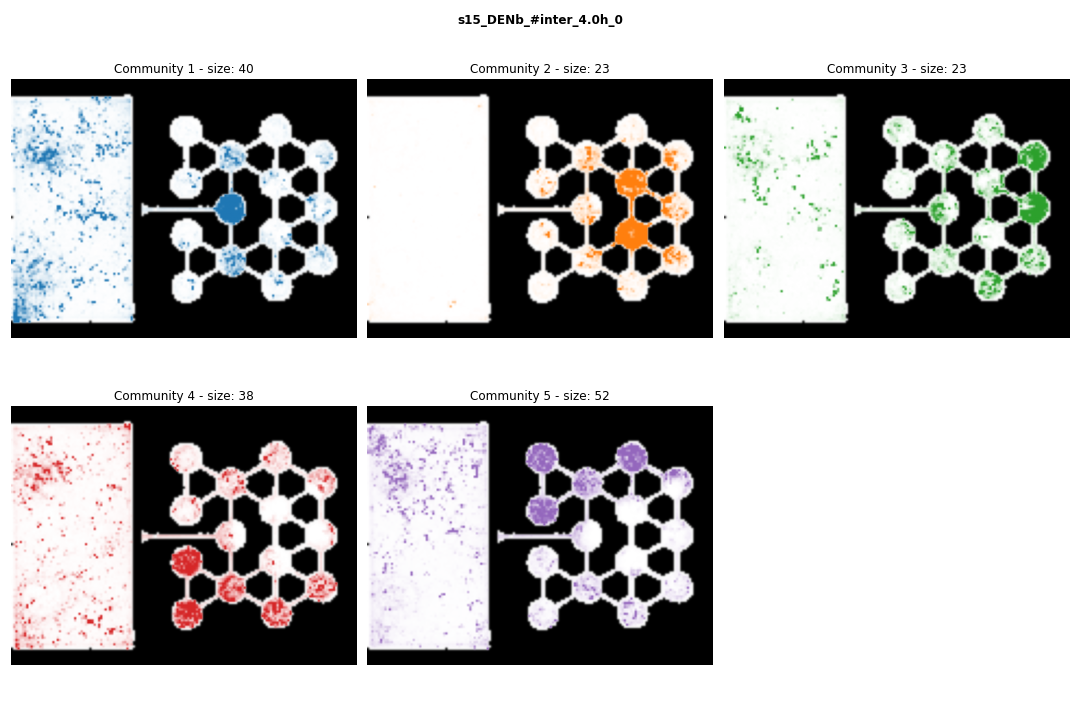 s15_DENb_#inter_4.0h_0
Community 1 - size: 40
Community 2 - size: 23
Community 3 - size: 23
Community 4 - size: 38
Community 5 - size: 52